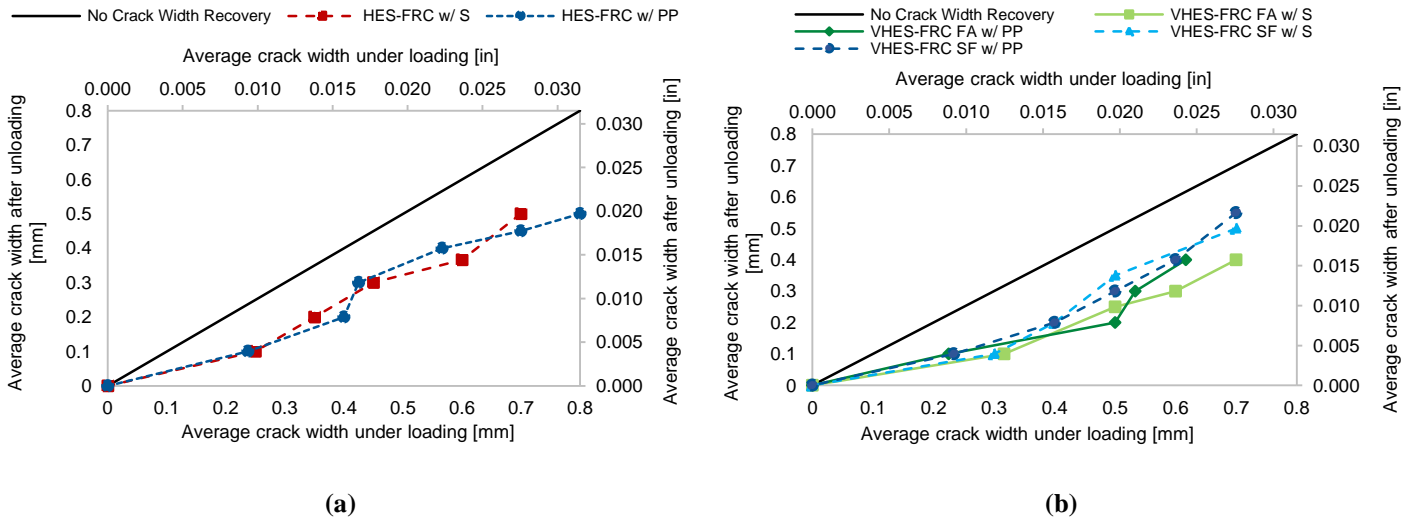 No Crack Width Recovery HES-FRC w/ S HES-FRC w/ PP
Average crack width under loading [in]
0.000 0.005 0.010 0.015 0.020 0.025 0.030
0.8
0.7
0.6
0.5
0.4
0.3
0.2
0.1
0
Average crack width after unloading
[mm]
0.030
0.025
0.020
0.015
0.010
0.005
0.000
Average crack width after unloading [in]
0 0.1 0.2 0.3 0.4 0.5 0.6 0.7 0.8
Average crack width under loading [mm]
(a)
No Crack Width Recovery VHES-FRC FA w/ S
VHES-FRC FA w/ PP VHES-FRC SF w/ S
VHES-FRC SF w/ PP
Average crack width under loading [in]
0.000 0.005 0.010 0.015 0.020 0.025 0.030
0.8
0.7
0.6
0.5
0.4
0.3
0.2
0.1
0
Average crack width after unloading
[mm]
0.030
0.025
0.020
0.015
0.010
0.005
0.000
Average crack width after unloading [in]
0 0.1 0.2 0.3 0.4 0.5 0.6 0.7 0.8
Average crack width under loading [mm]
(b)